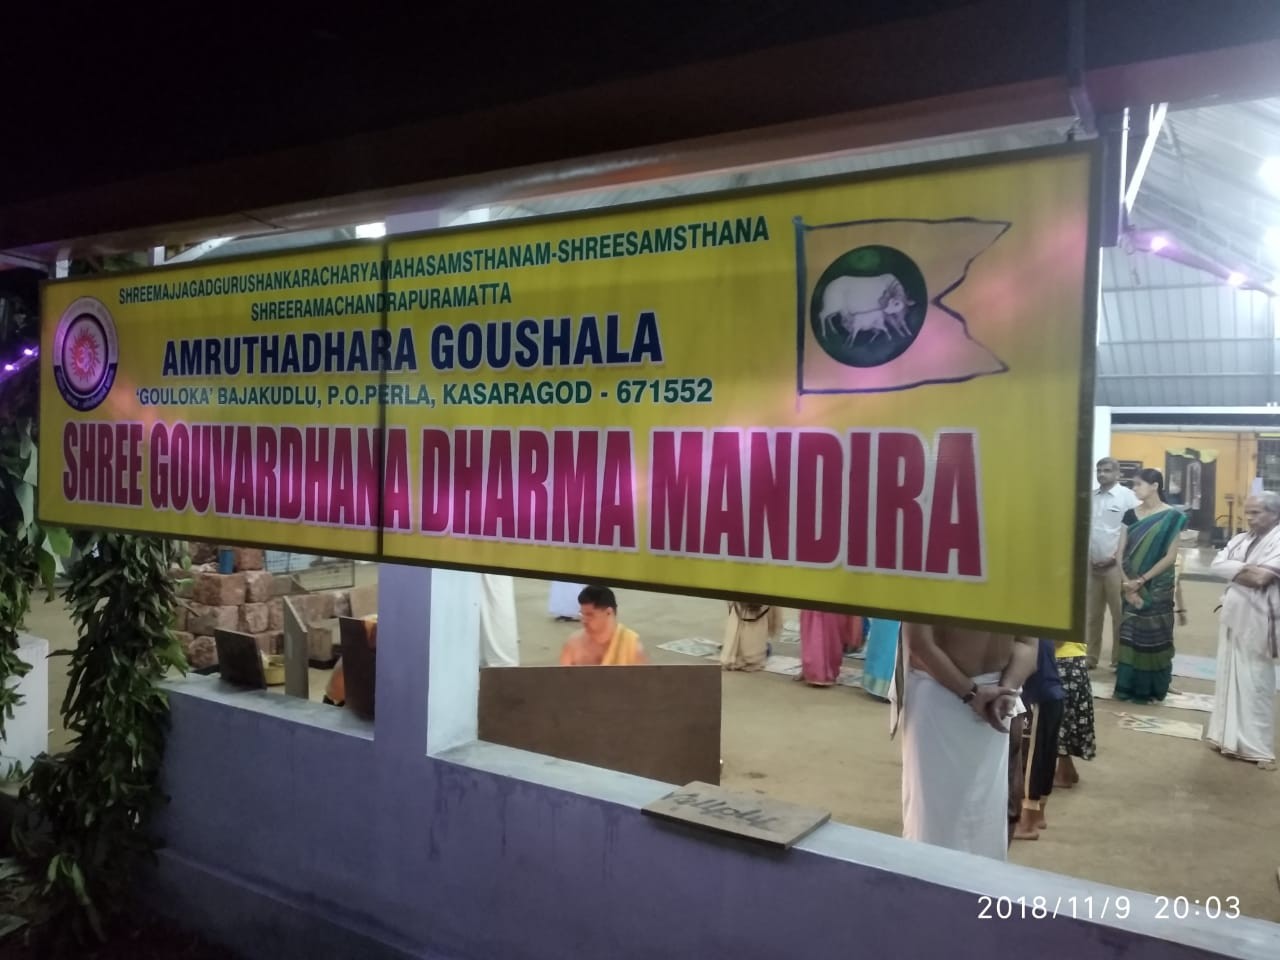 SHREEMAJJAGADGURUSHANKARACHARYAMAHASAMSTHANAM-SHREESAMSTHANA
SHREERAMACHANDRAPURAMATTA
AMRUTHADHARA GOUSHALA
'GOULOKA' BAJAKUDLU, P.O.PERLA, KASARAGOD - 671552
SHREE GOUVARDHANA DHARMA MANDIRA
2018/11/9 20:03